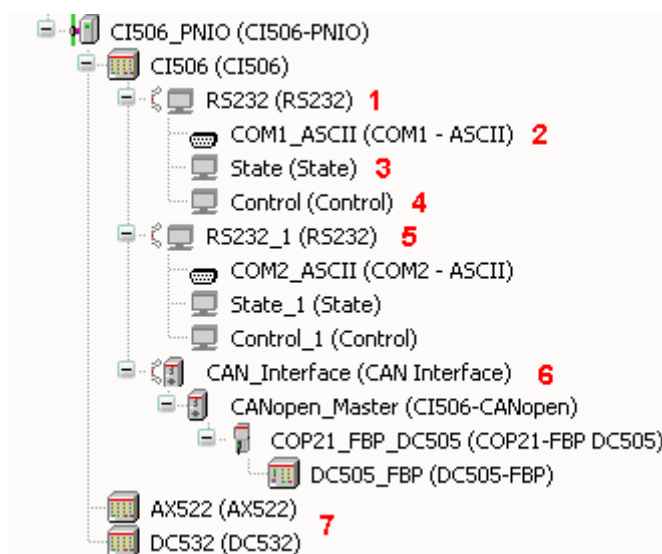 CI506_PNIO (CI506-PNIO)
CI506 (CI506)
RS232 (RS232) 1
COM1_ASCII (COM1 - ASCII) 2
State (State) 3
Control (Control) 4
RS232_1 (RS232) 5
COM2_ASCII (COM2 - ASCII)
State_1 (State)
Control_1 (Control)
CAN_Interface (CAN Interface) 6
CANopen_Master (CI506-CANopen)
COP21_FBP_DC505 (COP21-FBP DC505)
DC505_FBP (DC505-FBP)
AX522 (AX522)
7
DC532 (DC532)